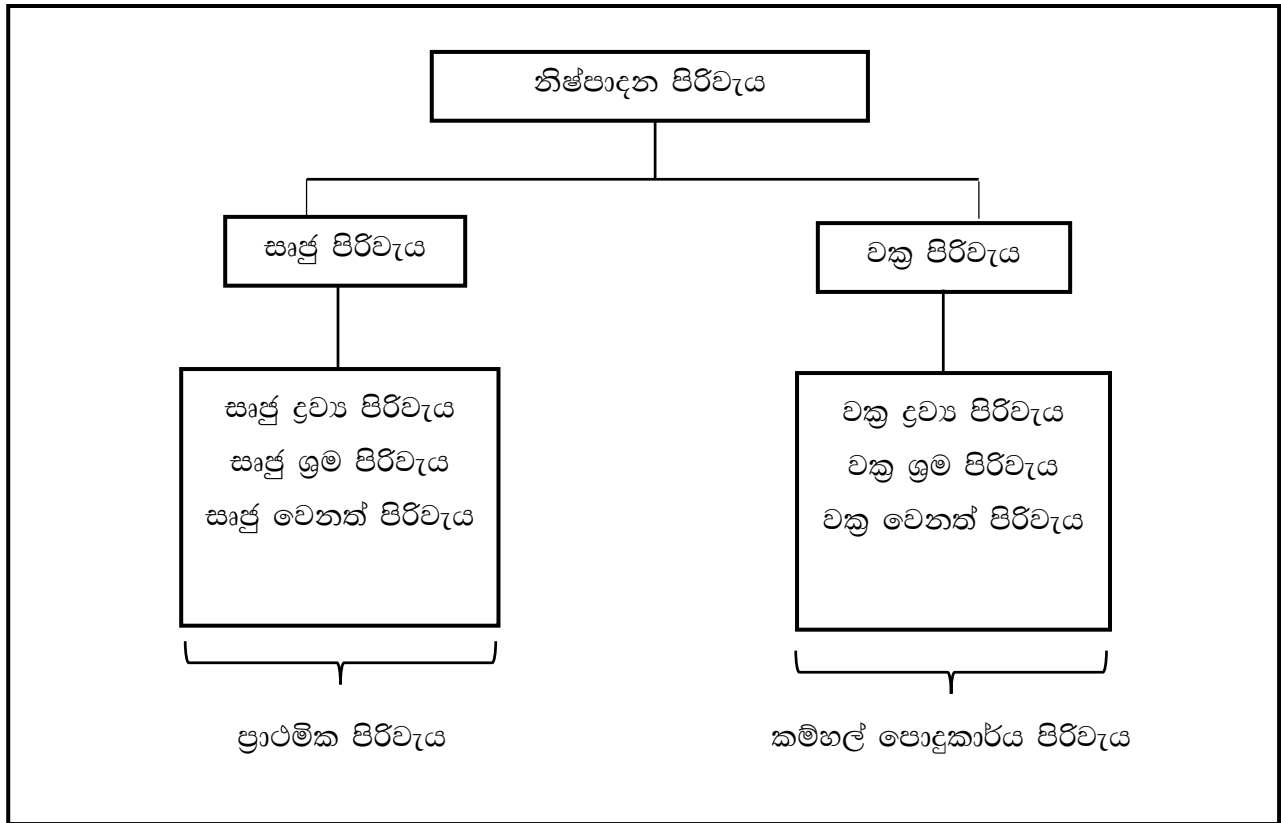 නිෂ්පාදන පිරිවැය
සෘජු පිරිවැය
වක්‍ර පිරිවැය
සෘජු ද්‍රව්‍ය පිරිවැය
සෘජු ශ්‍රම පිරිවැය
සෘජු වෙනත් පිරිවැය
වක්‍ර ද්‍රව්‍ය පිරිවැය
වක්‍ර ශ්‍රම පිරිවැය
වක්‍ර වෙනත් පිරිවැය
ප්‍රාථමික පිරිවැය
කම්හල් පොදුකාර්ය පිරිවැය